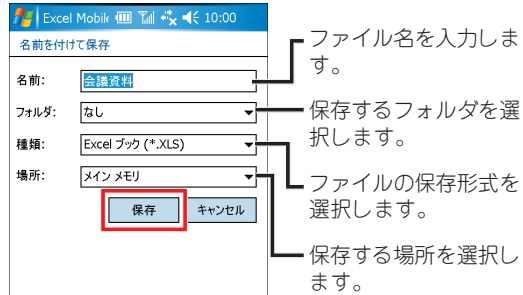 Excel Mobile 10:00
名前を付けて保存
名前: 会議資料
フォルダ: なし
種類: Excel ブック (*.XLS)
場所: メイン メモリ
保存 キャンセル
ファイル名を入力しま
す。
保存するフォルダを選
択します。
ファイルの保存形式を
選択します。
保存する場所を選択し
ます。